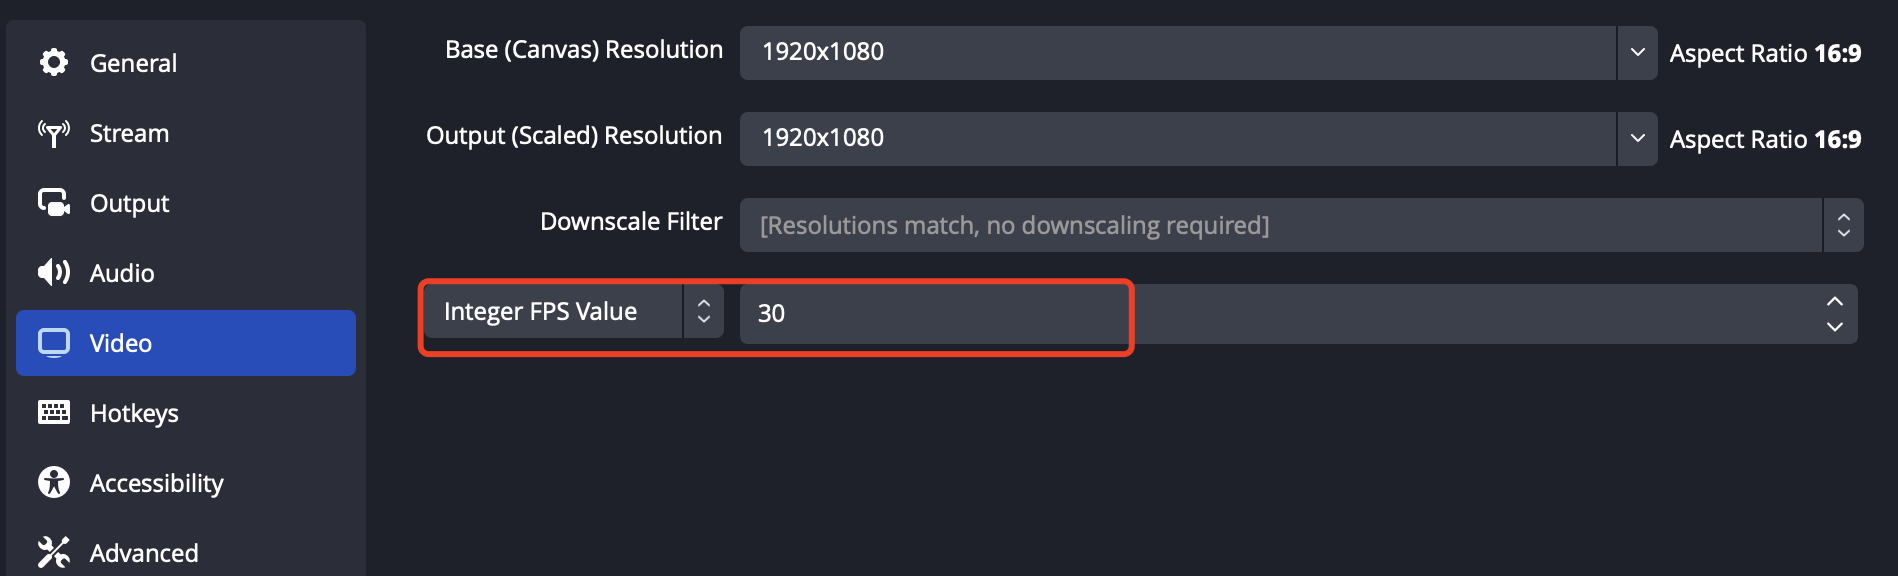 General
Stream
Output
Audio
Video
Hotkeys
Accessibility
Advanced
Base (Canvas) Resolution 1920x1080 Aspect Ratio 16:9
Output (Scaled) Resolution 1920x1080 Aspect Ratio 16:9
Downscale Filter [Resolutions match, no downscaling required]
Integer FPS Value 30